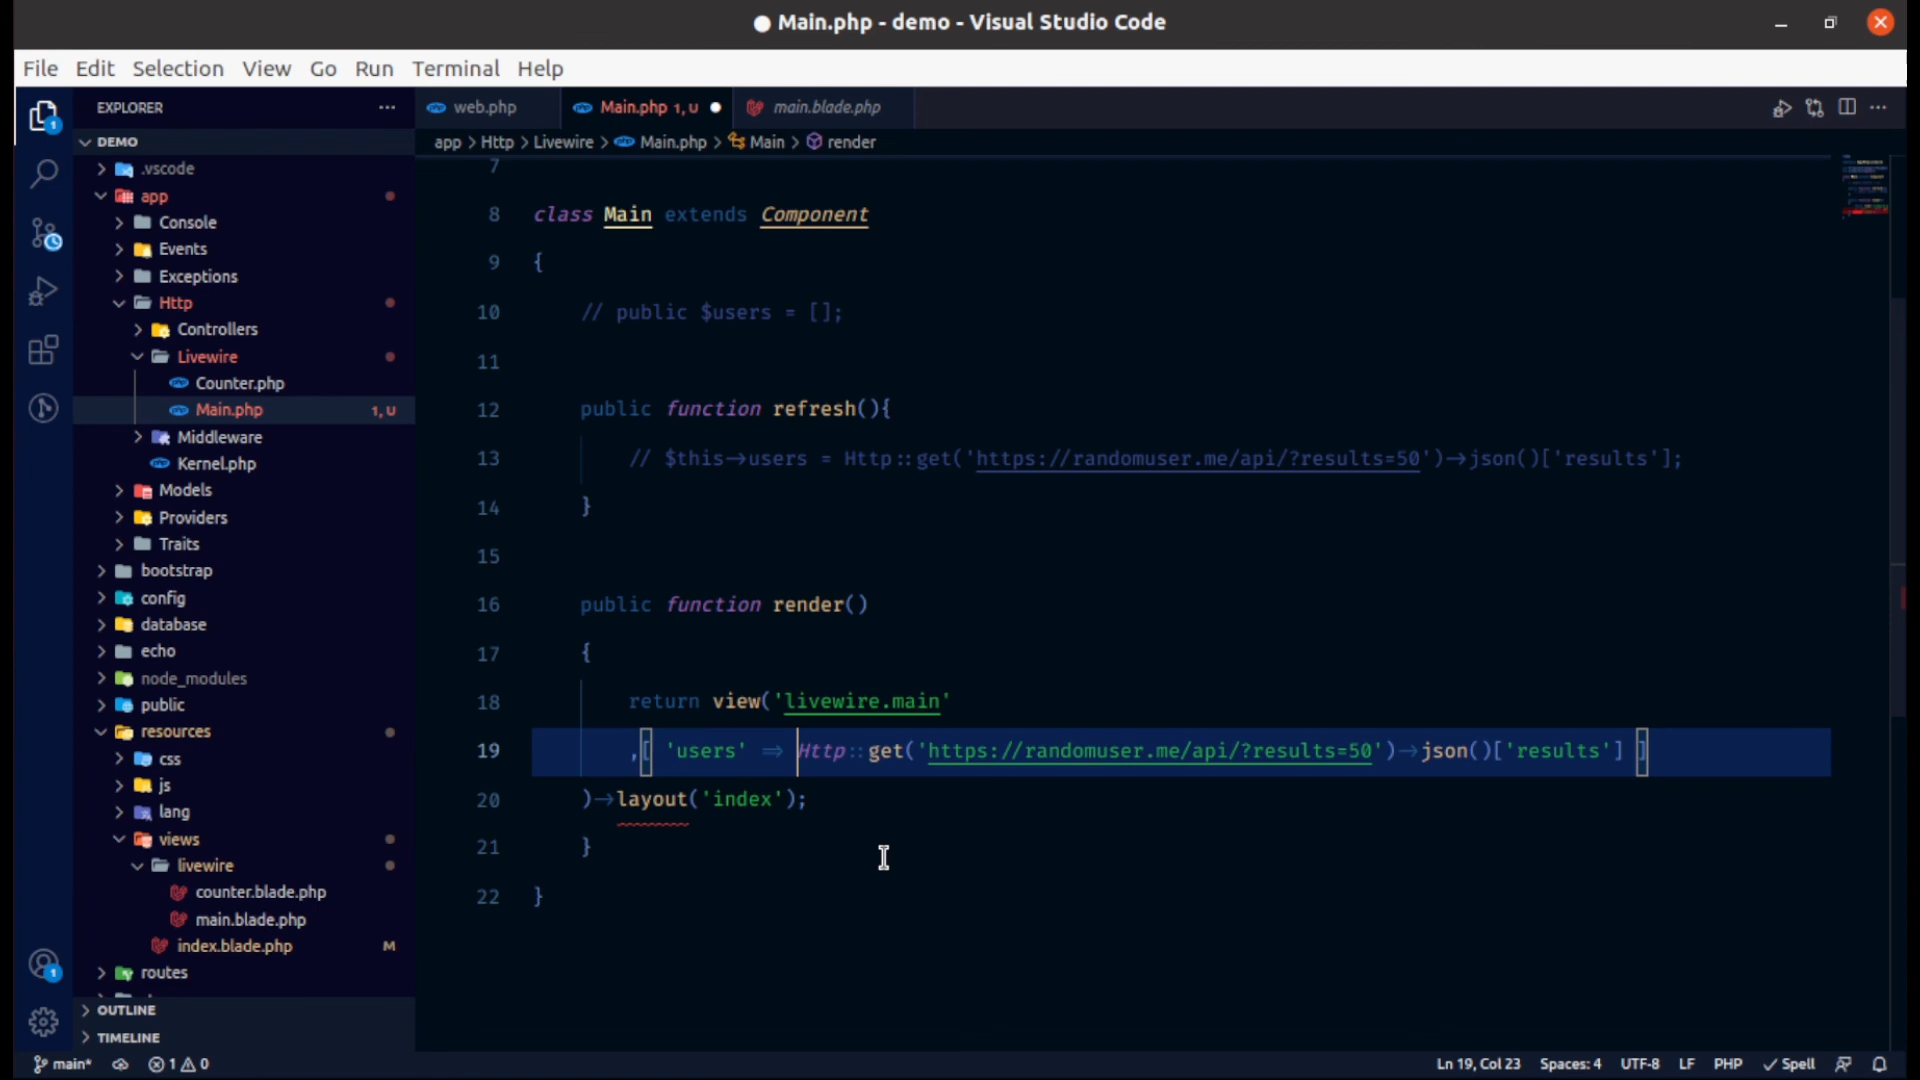 Main.php - demo - Visual Studio Code
File Edit Selection View Go Run Terminal Help
EXPLORER
DEMO
.vscode
app
Console
Events
Exceptions
Http
Controllers
Livewire
Counter.php
Main.php 1, U
Middleware
Kernel.php
Models
Providers
Traits
bootstrap
config
database
echo
node_modules
public
resources
css
js
lang
views
livewire
counter.blade.php
main.blade.php
index.blade.php M
routes
OUTLINE
TIMELINE
web.php Main.php 1, U main.blade.php
app > Http > Livewire > Main.php > Main > render
7
8 class Main extends Component
9 {
10 // public $users = [];
11
12 public function refresh(){
13 // $this->users = Http::get('https://randomuser.me/api/?results=50')->json()['results'];
14 }
15
16 public function render()
17 {
18 return view('livewire.main'
19 ,[ 'users' => Http::get('https://randomuser.me/api/?results=50')->json()['results'] ]
20 )->layout('index');
21 }
22 }
main* 1 0 Ln 19, Col 23 Spaces: 4 UTF-8 LF PHP Spell